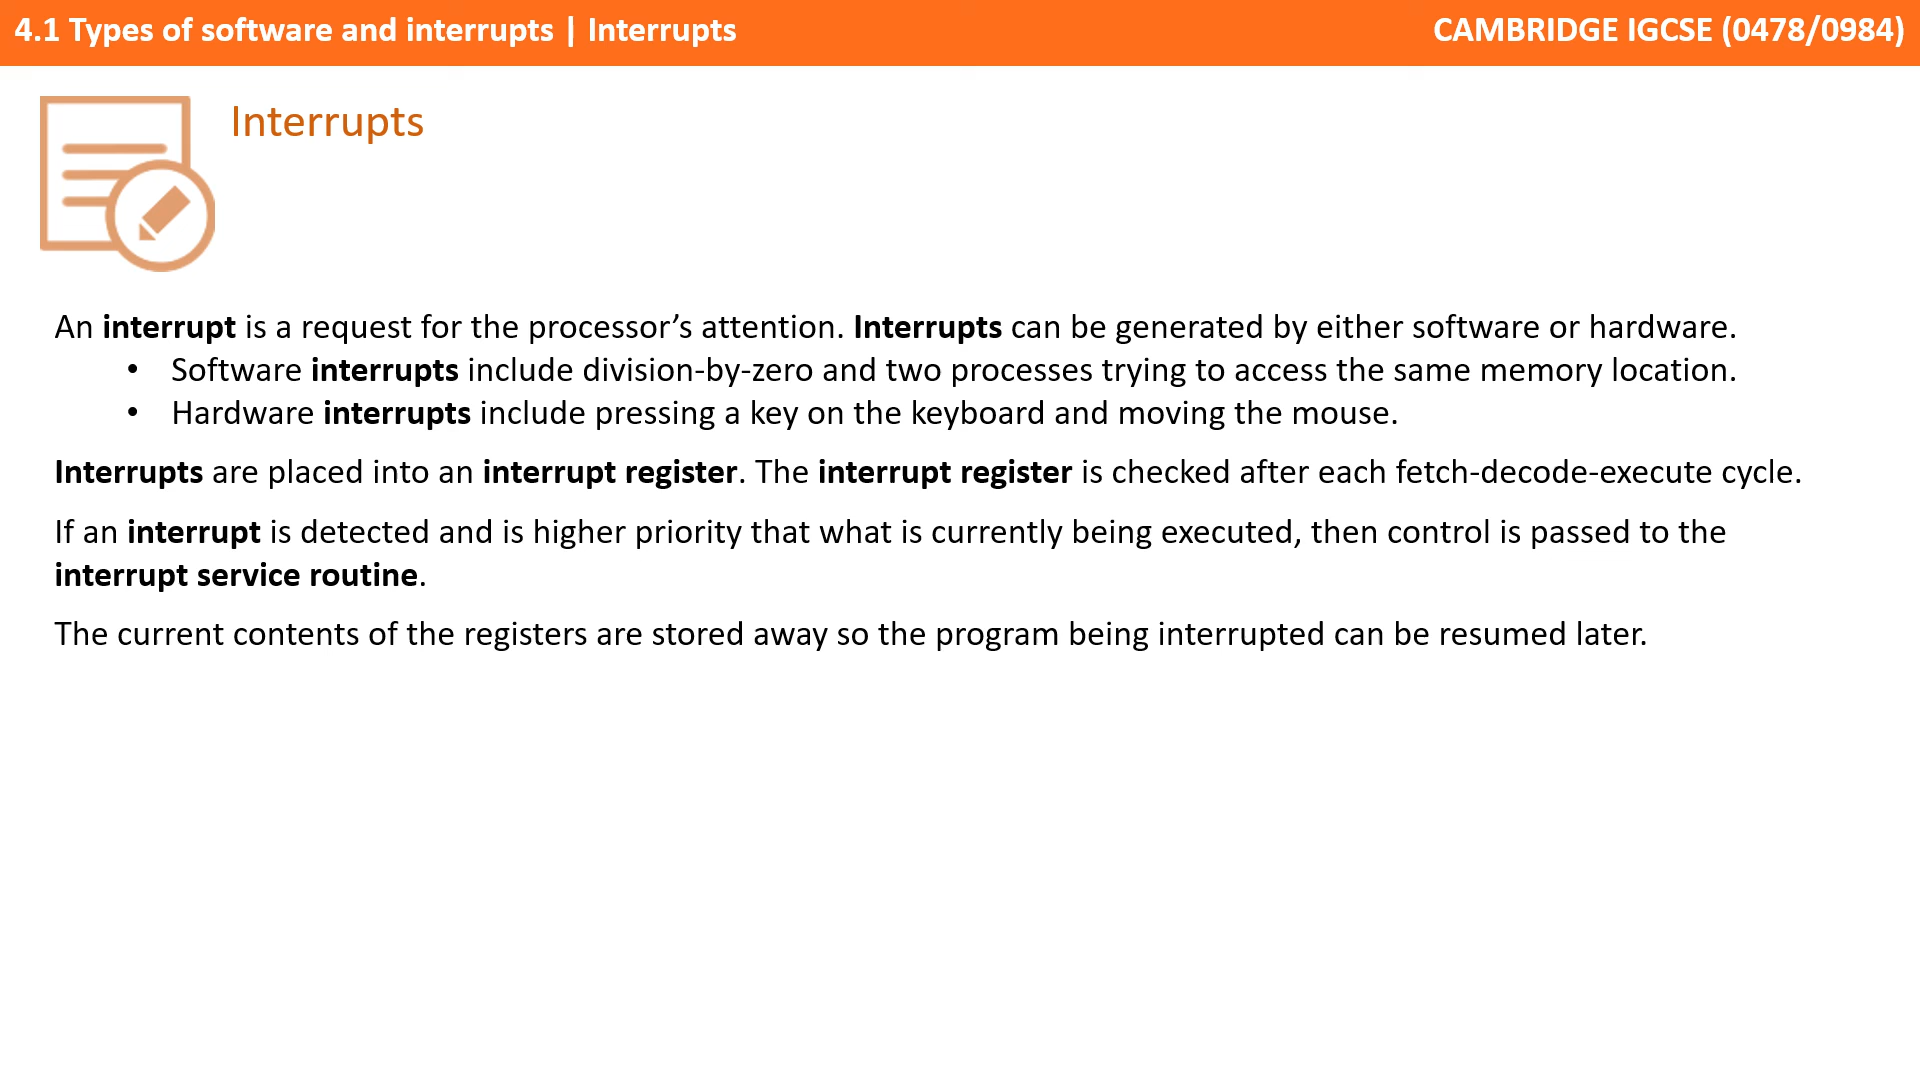 4.1 Types of software and interrupts | Interrupts
CAMBRIDGE IGCSE (0478/0984)
Interrupts
An interrupt is a request for the processor’s attention. Interrupts can be generated by either software or hardware.
• Software interrupts include division-by-zero and two processes trying to access the same memory location.
• Hardware interrupts include pressing a key on the keyboard and moving the mouse.
Interrupts are placed into an interrupt register. The interrupt register is checked after each fetch-decode-execute cycle.
If an interrupt is detected and is higher priority that what is currently being executed, then control is passed to the
interrupt service routine.
The current contents of the registers are stored away so the program being interrupted can be resumed later.